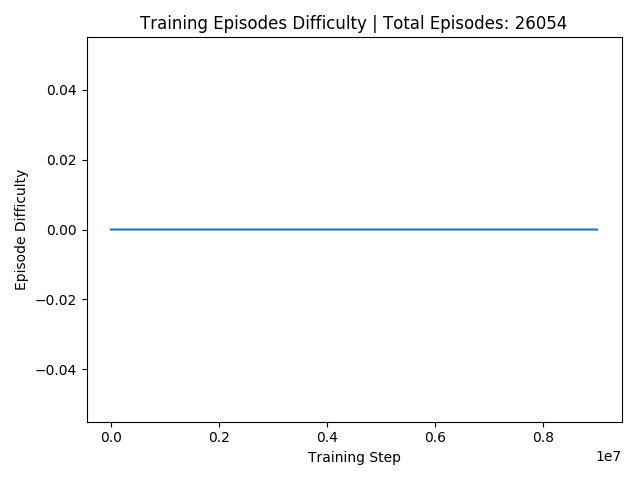 Training Episodes Difficulty | Total Episodes: 26054
Episode Difficulty
0.04
0.02
0.00
−0.02
−0.04
0.0 0.2 0.4 0.6 0.8
1e7
Training Step